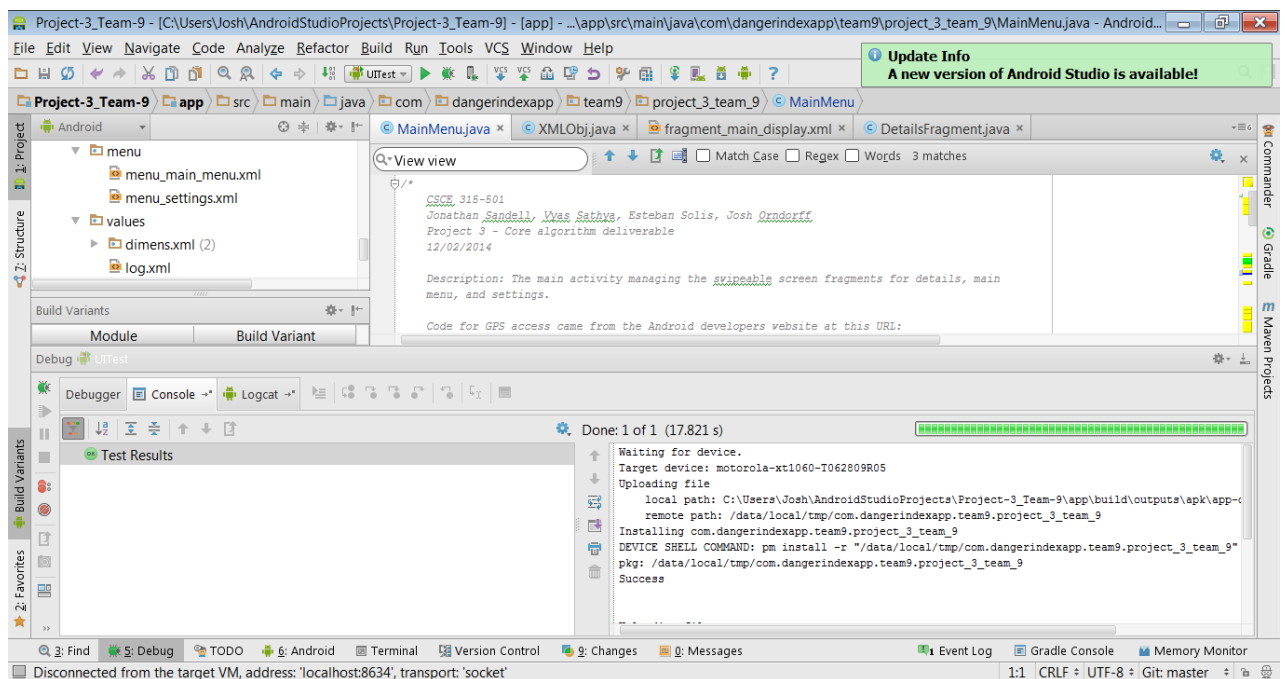 Project-3_Team-9 - [C:\Users\Josh\AndroidStudioProjects\Project-3_Team-9] - [app] - ...\app\src\main\java\com\dangerindexapp\team9\project_3_team_9\MainMenu.java - Android...
File Edit View Navigate Code Analyze Refactor Build Run Tools VCS Window Help
Update Info
A new version of Android Studio is available!
UITest
VCS VCS
Project-3_Team-9 app src main java com dangerindexapp team9 project_3_team_9 MainMenu
1: Project
Z: Structure
Build Variants
2: Favorites
Android
menu
menu_main_menu.xml
menu_settings.xml
values
dimens.xml (2)
log.xml
Build Variants
Module Build Variant
MainMenu.java XMLObj.java fragment_main_display.xml DetailsFragment.java
6
View view Match Case Regex Words 3 matches
/*
CSCE 315-501
Jonathan Sandell, Vyas Sathya, Esteban Solis, Josh Orndorff
Project 3 - Core algorithm deliverable
12/02/2014
Description: The main activity managing the swipeable screen fragments for details, main
menu, and settings.
Code for GPS access came from the Android developers website at this URL:
Commander
Gradle
Maven Projects
Debug UITest
Debugger Console Logcat
Done: 1 of 1 (17.821 s)
OK Test Results
Waiting for device.
Target device: motorola-xt1060-T062809R05
Uploading file
local path: C:\Users\Josh\AndroidStudioProjects\Project-3_Team-9\app\build\outputs\apk\app-
remote path: /data/local/tmp/com.dangerindexapp.team9.project_3_team_9
Installing com.dangerindexapp.team9.project_3_team_9
DEVICE SHELL COMMAND: pm install -r "/data/local/tmp/com.dangerindexapp.team9.project_3_team_9"
pkg: /data/local/tmp/com.dangerindexapp.team9.project_3_team_9
Success
3: Find 5: Debug TODO 6: Android Terminal Version Control 9: Changes 0: Messages 1 Event Log Gradle Console Memory Monitor
Disconnected from the target VM, address: 'localhost:8634', transport: 'socket' 1:1 CRLF UTF-8 Git: master